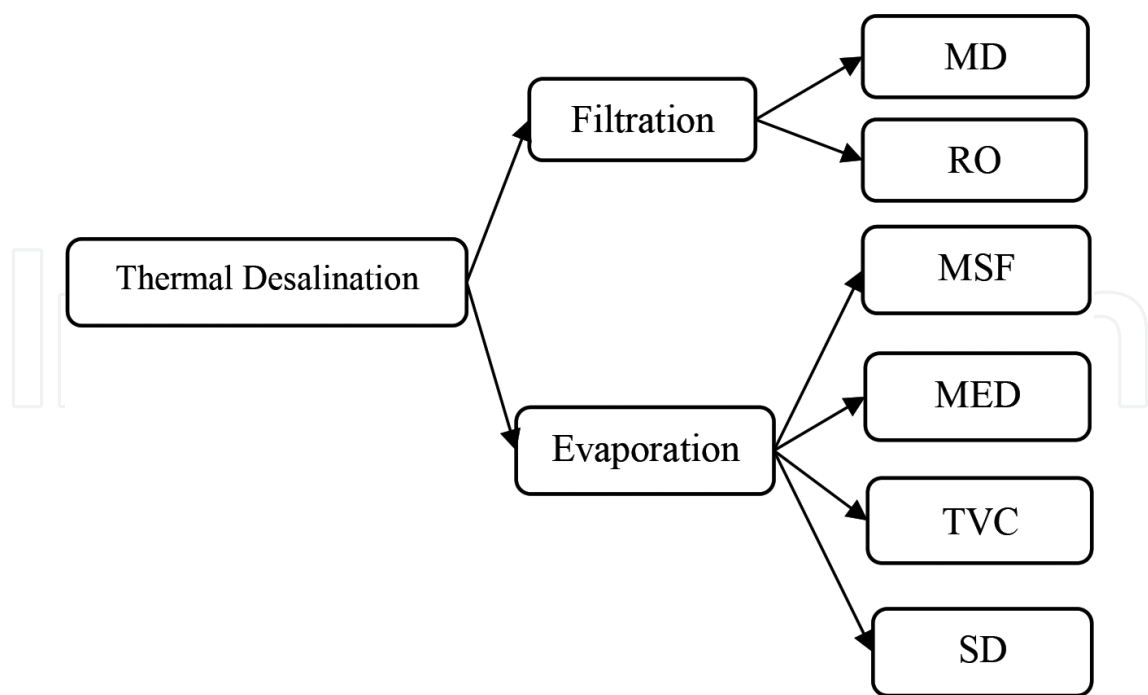 MD
Filtration
RO
Thermal Desalination
MSF
MED
Evaporation
TVC
SD